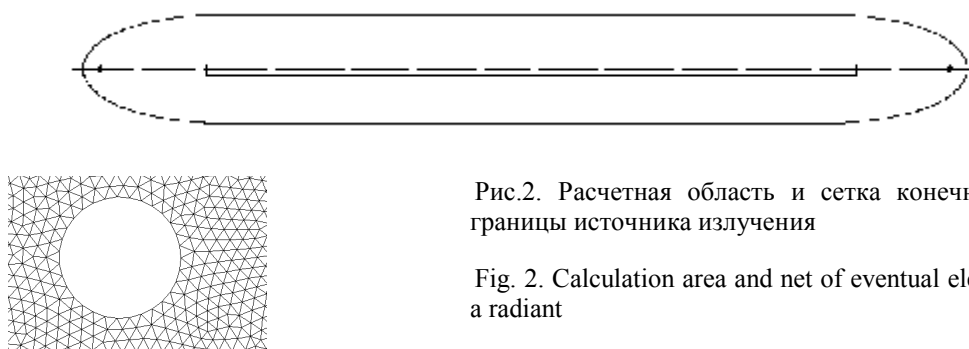 Рис.2. Расчетная область и сетка конечн
границы источника излучения
Fig. 2. Calculation area and net of eventual ele
a radiant